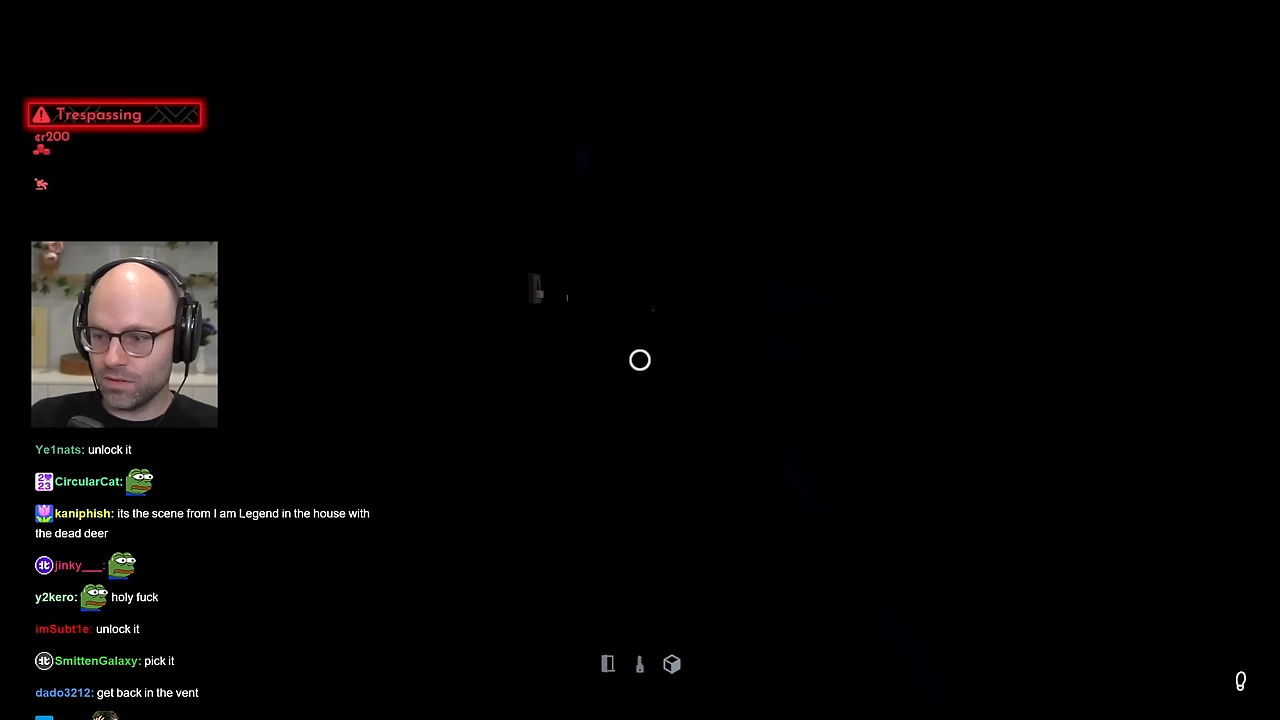 Trespassing
cr200
Ye1nats: unlock it
CircularCat:
kaniphish: its the scene from I am Legend in the house with
the dead deer
jinky___:
y2kero: holy fuck
imSubt1e: unlock it
SmittenGalaxy: pick it
dado3212: get back in the vent